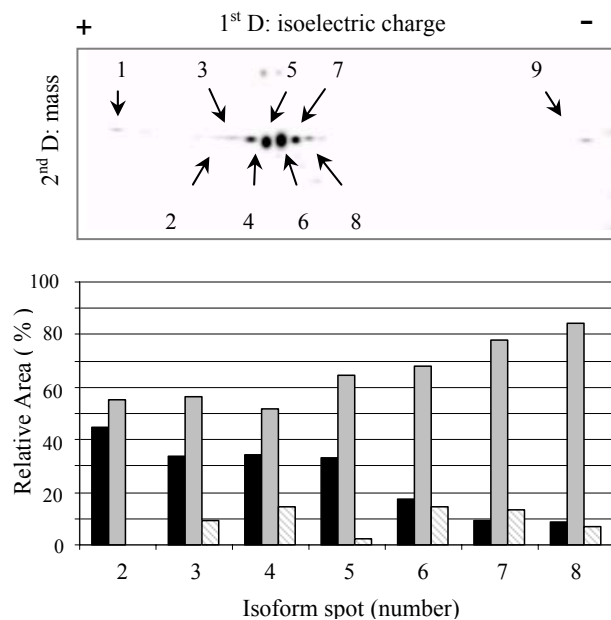 + 1st D: isoelectric charge -
1 3 5 7 9
2nd D: mass
2 4 6 8
100
80
60
40
20
0
Relative Area ( % )
2 3 4 5 6 7 8
Isoform spot (number)